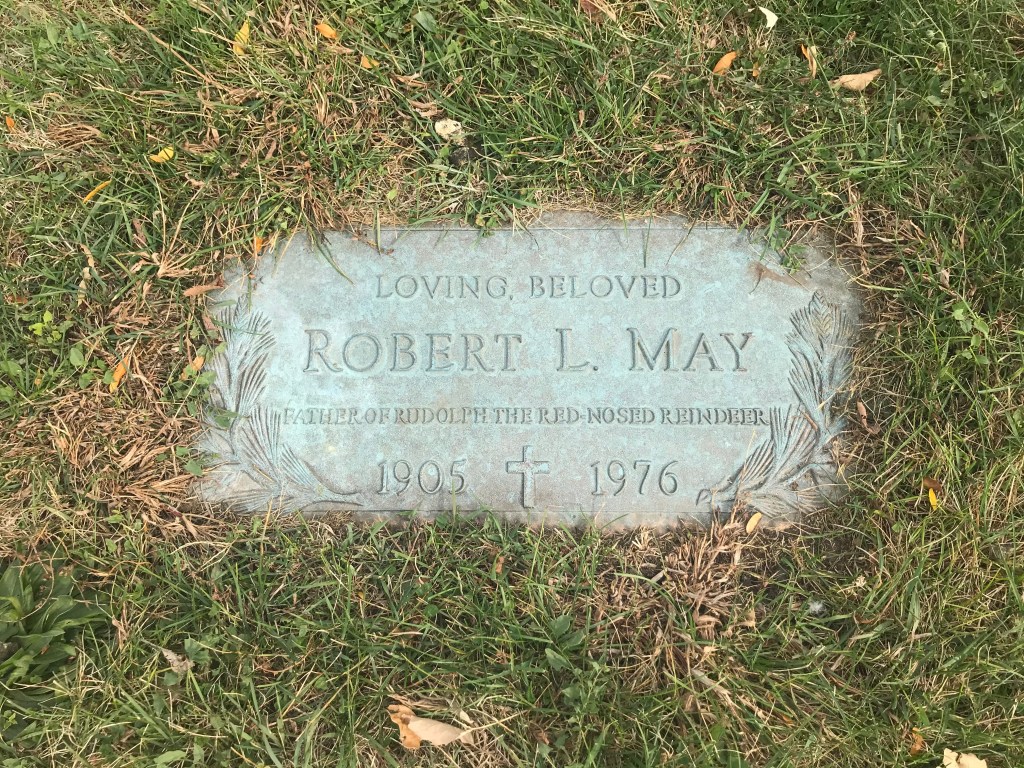 LOVING, BELOVED
ROBERT L. MAY
FATHER OF RUDOLPH THE RED-NOSED REINDEER
1905 1976